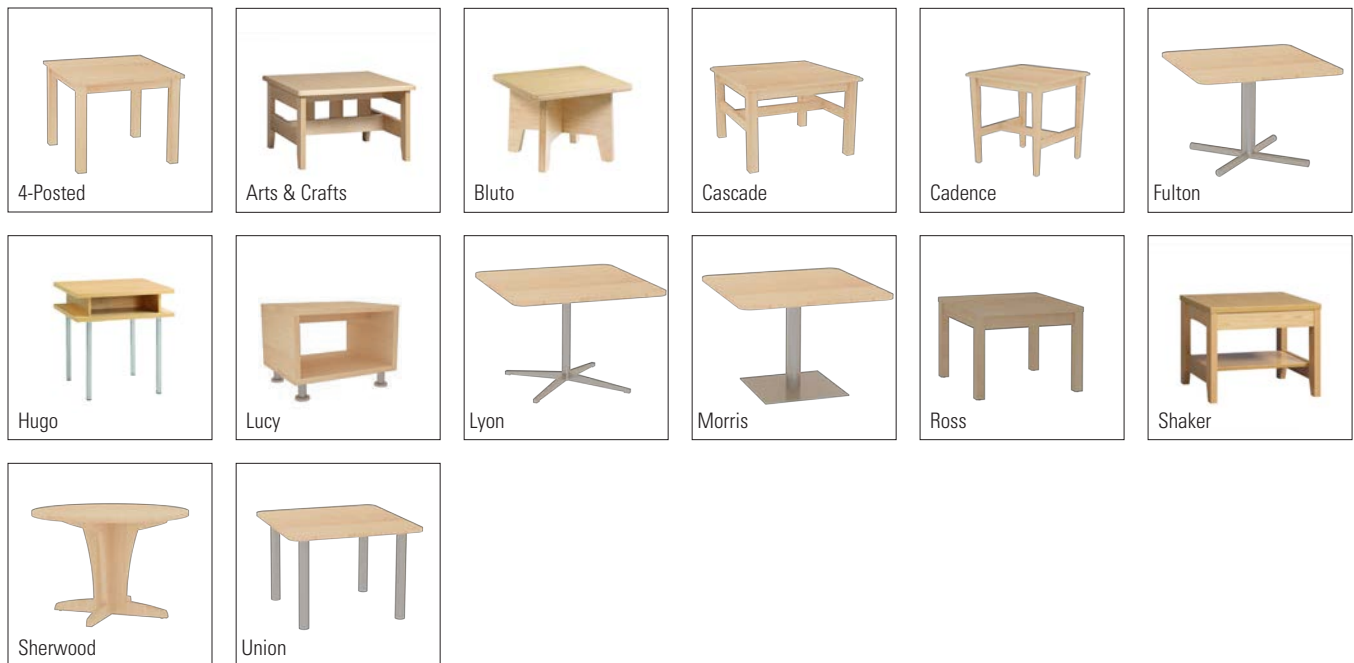 4-Posted
Arts & Crafts
Bluto
Cascade
Cadence
Fulton
Hugo
Lucy
Lyon
Morris
Ross
Shaker
Sherwood
Union